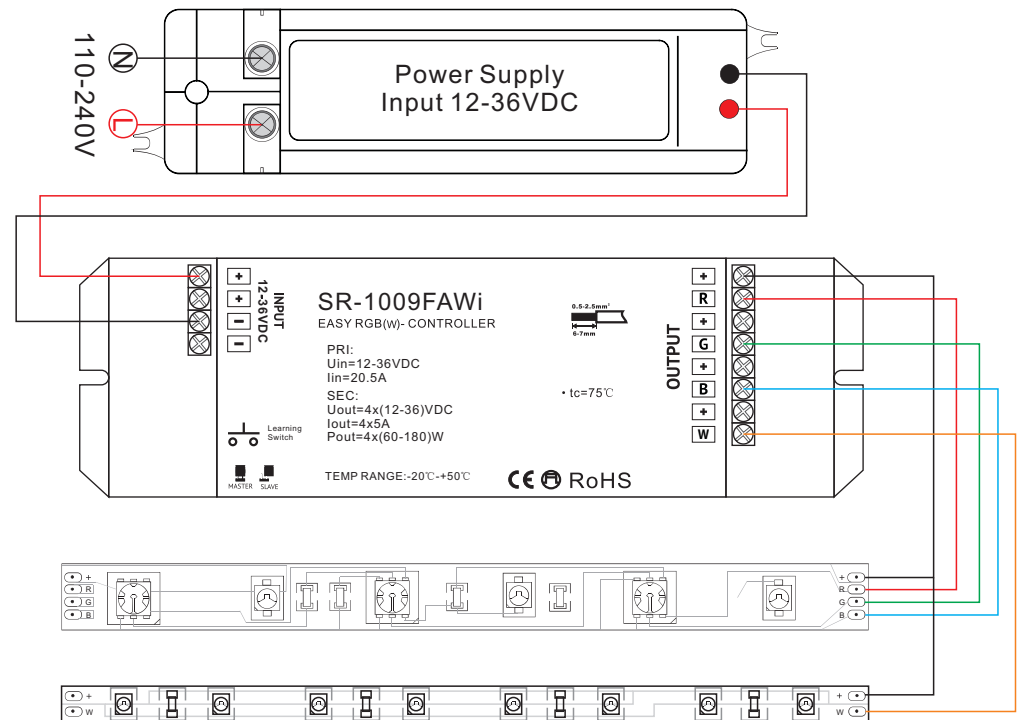 N
L
110-240V
Power Supply
Input 12-36VDC
+
+
-
-
INPUT
12-36VDC
SR-1009FAWi
EASY RGB(W)- CONTROLLER
PRI:
Uin=12-36VDC
Iin=20.5A
SEC:
Uout=4x(12-36)VDC
Iout=4x5A
Pout=4x(60-180)W
TEMP RANGE:-20℃-+50℃
Learning
Switch
MASTER SLAVE
0.5-2.5mm²
6-7mm
• tc=75℃
CE RoHS
OUTPUT
+
R
+
G
+
B
+
W
+
R
G
B
+
R
G
B
+
W
+
W